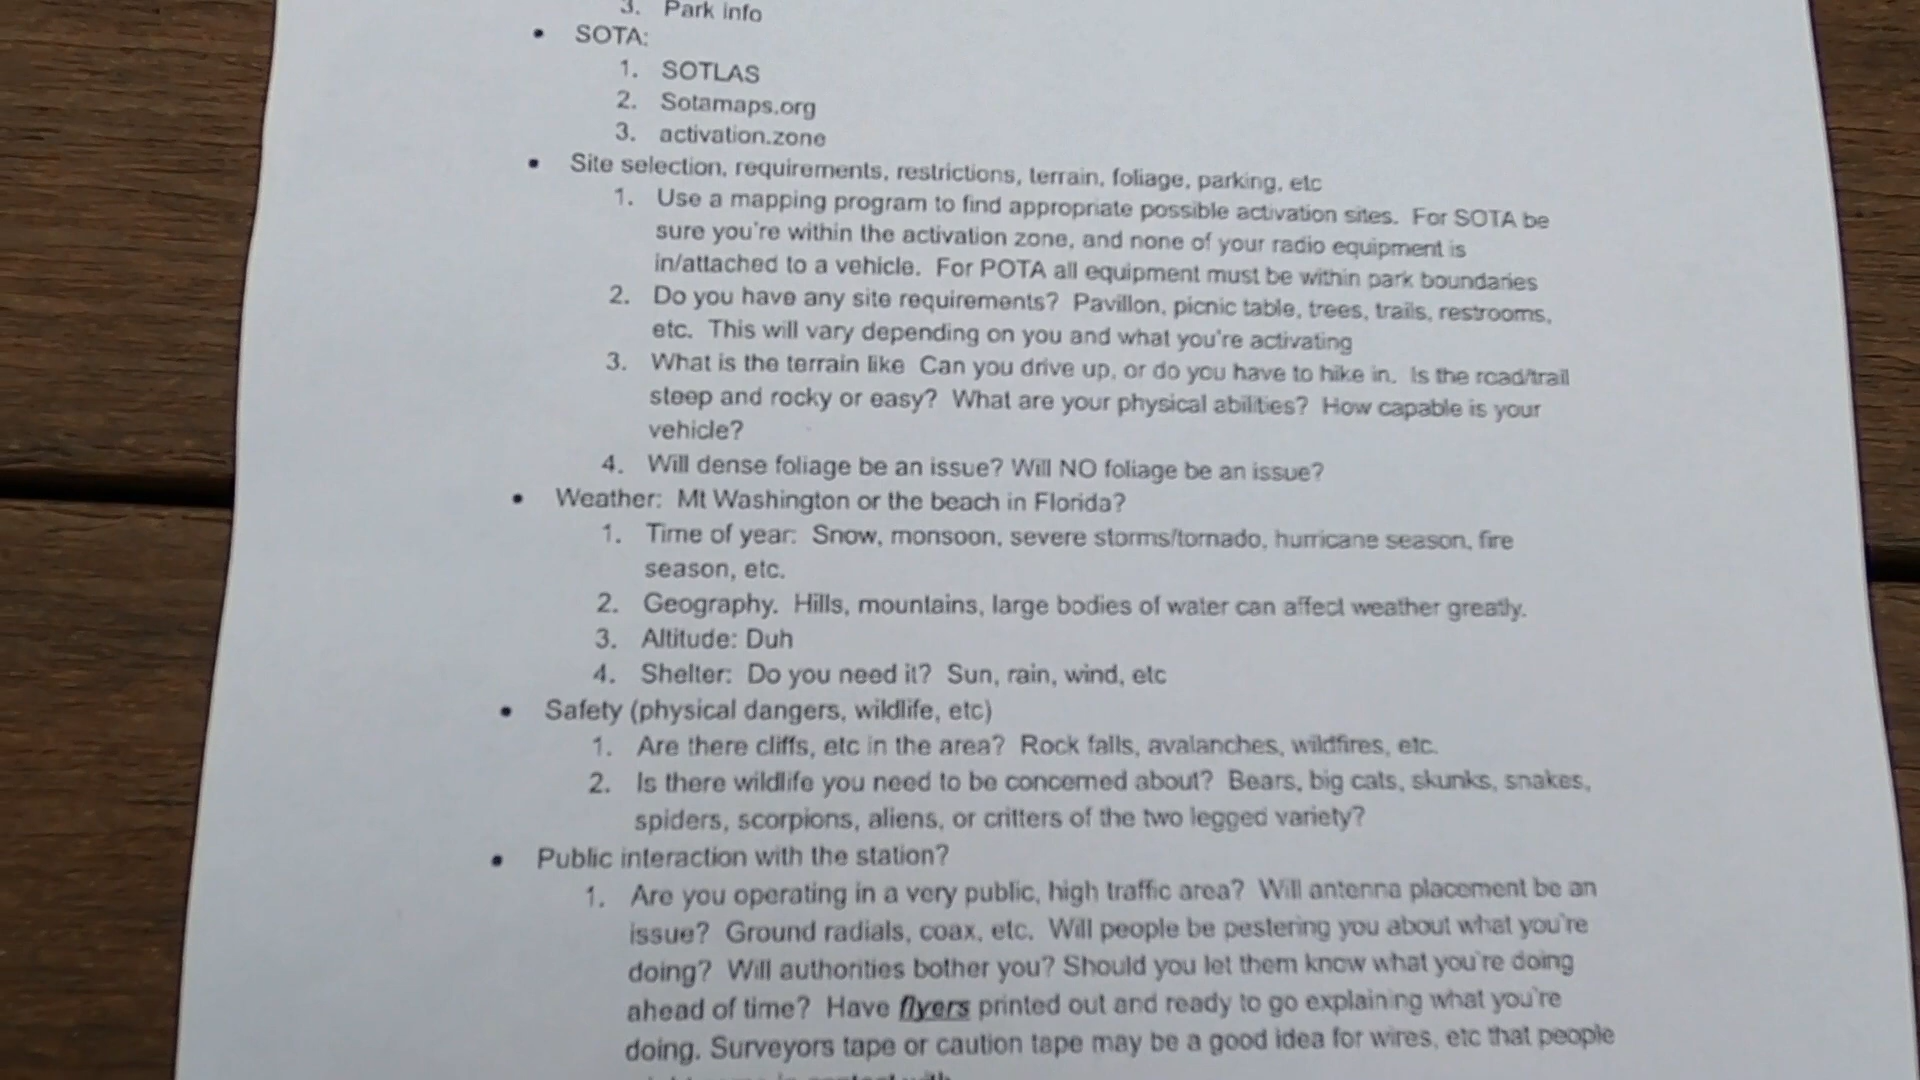 3. Park info
• SOTA:
1. SOTLAS
2. Sotamaps.org
3. activation.zone
• Site selection, requirements, restrictions, terrain, foliage, parking, etc
1. Use a mapping program to find appropriate possible activation sites. For SOTA be
sure you're within the activation zone, and none of your radio equipment is
in/attached to a vehicle. For POTA all equipment must be within park boundaries
2. Do you have any site requirements? Pavillon, picnic table, trees, trails, restrooms,
etc. This will vary depending on you and what you're activating
3. What is the terrain like Can you drive up, or do you have to hike in. Is the road/trail
steep and rocky or easy? What are your physical abilities? How capable is your
vehicle?
4. Will dense foliage be an issue? Will NO foliage be an issue?
• Weather: Mt Washington or the beach in Florida?
1. Time of year: Snow, monsoon, severe storms/tornado, hurricane season, fire
season, etc.
2. Geography. Hills, mountains, large bodies of water can affect weather greatly.
3. Altitude: Duh
4. Shelter: Do you need it? Sun, rain, wind, etc
• Safety (physical dangers, wildlife, etc)
1. Are there cliffs, etc in the area? Rock falls, avalanches, wildfires, etc.
2. Is there wildlife you need to be concerned about? Bears, big cats, skunks, snakes,
spiders, scorpions, aliens, or critters of the two legged variety?
• Public interaction with the station?
1. Are you operating in a very public, high traffic area? Will antenna placement be an
issue? Ground radials, coax, etc. Will people be pestering you about what you're
doing? Will authorities bother you? Should you let them know what you're doing
ahead of time? Have flyers printed out and ready to go explaining what you're
doing. Surveyors tape or caution tape may be a good idea for wires, etc that people